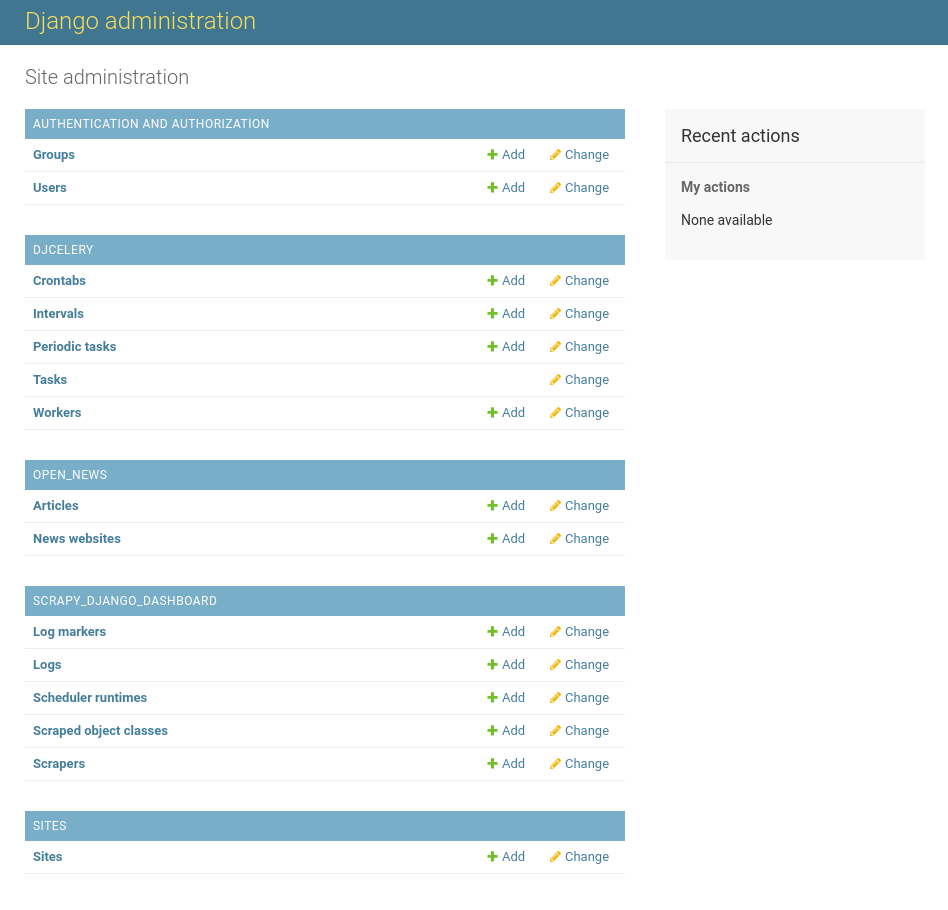 Django administration
Site administration
AUTHENTICATION AND AUTHORIZATION
Groups Add Change
Users Add Change
DJCELERY
Crontabs Add Change
Intervals Add Change
Periodic tasks Add Change
Tasks Change
Workers Add Change
OPEN_NEWS
Articles Add Change
News websites Add Change
SCRAPY_DJANGO_DASHBOARD
Log markers Add Change
Logs Add Change
Scheduler runtimes Add Change
Scraped object classes Add Change
Scrapers Add Change
SITES
Sites Add Change
Recent actions
My actions
None available